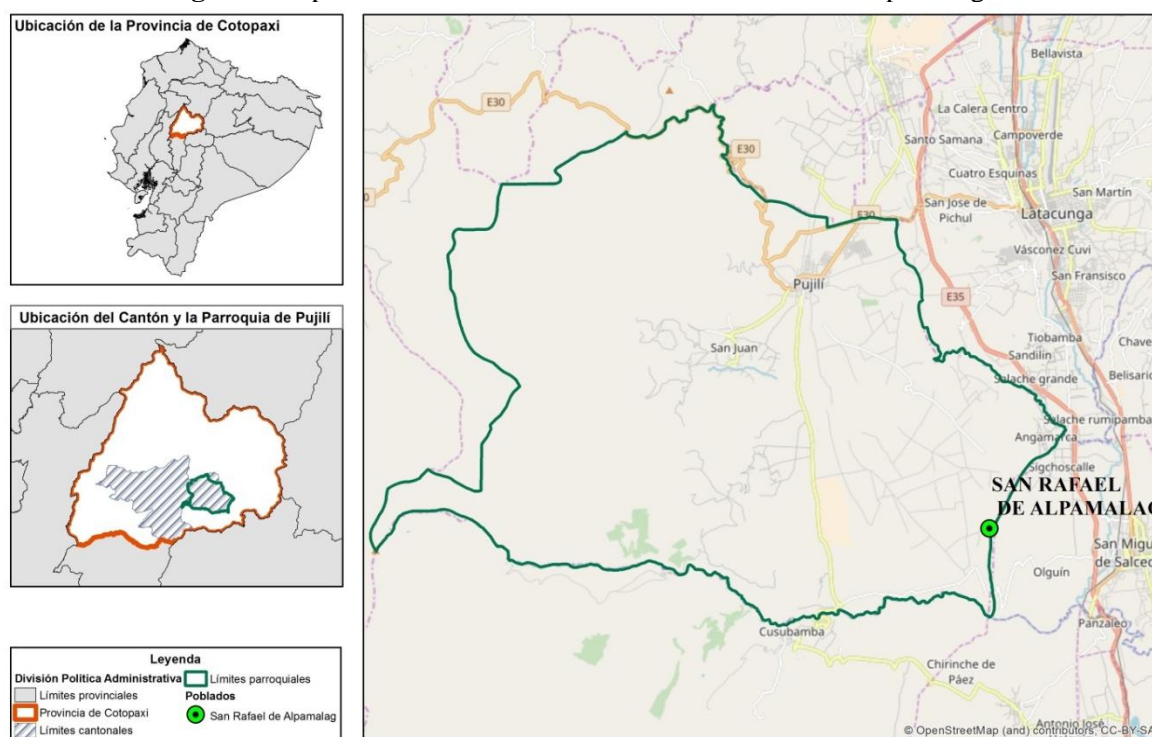 Ubicación de la Provincia de Cotopaxi
Ubicación del Cantón y la Parroquia de Pujilí
Leyenda
División Política Administrativa
Límites provinciales
Provincia de Cotopaxi
Límites cantonales
Límites parroquiales
Poblados
San Rafael de Alpamalag
E30
E30
E30
E35
Bellavista
La Calera Centro
Santo Samana
Campoverde
Cuatro Esquinas
San Martín
San Jose de
Pichul
Latacunga
Vásconez Cuvi
San Francisco
Pujilí
San Juan
Tiobamba
Chave
Sandilin
Belisario
Salache grande
Salache rumipamba
Angamarca
Sigchoscalle
SAN RAFAEL
DE ALPAMALAG
San Migu
de Salced
Olguín
Panzaleo
Cusubamba
Chirinche de
Páez
Antonio José
© OpenStreetMap (and) contributors, CC-BY-SA